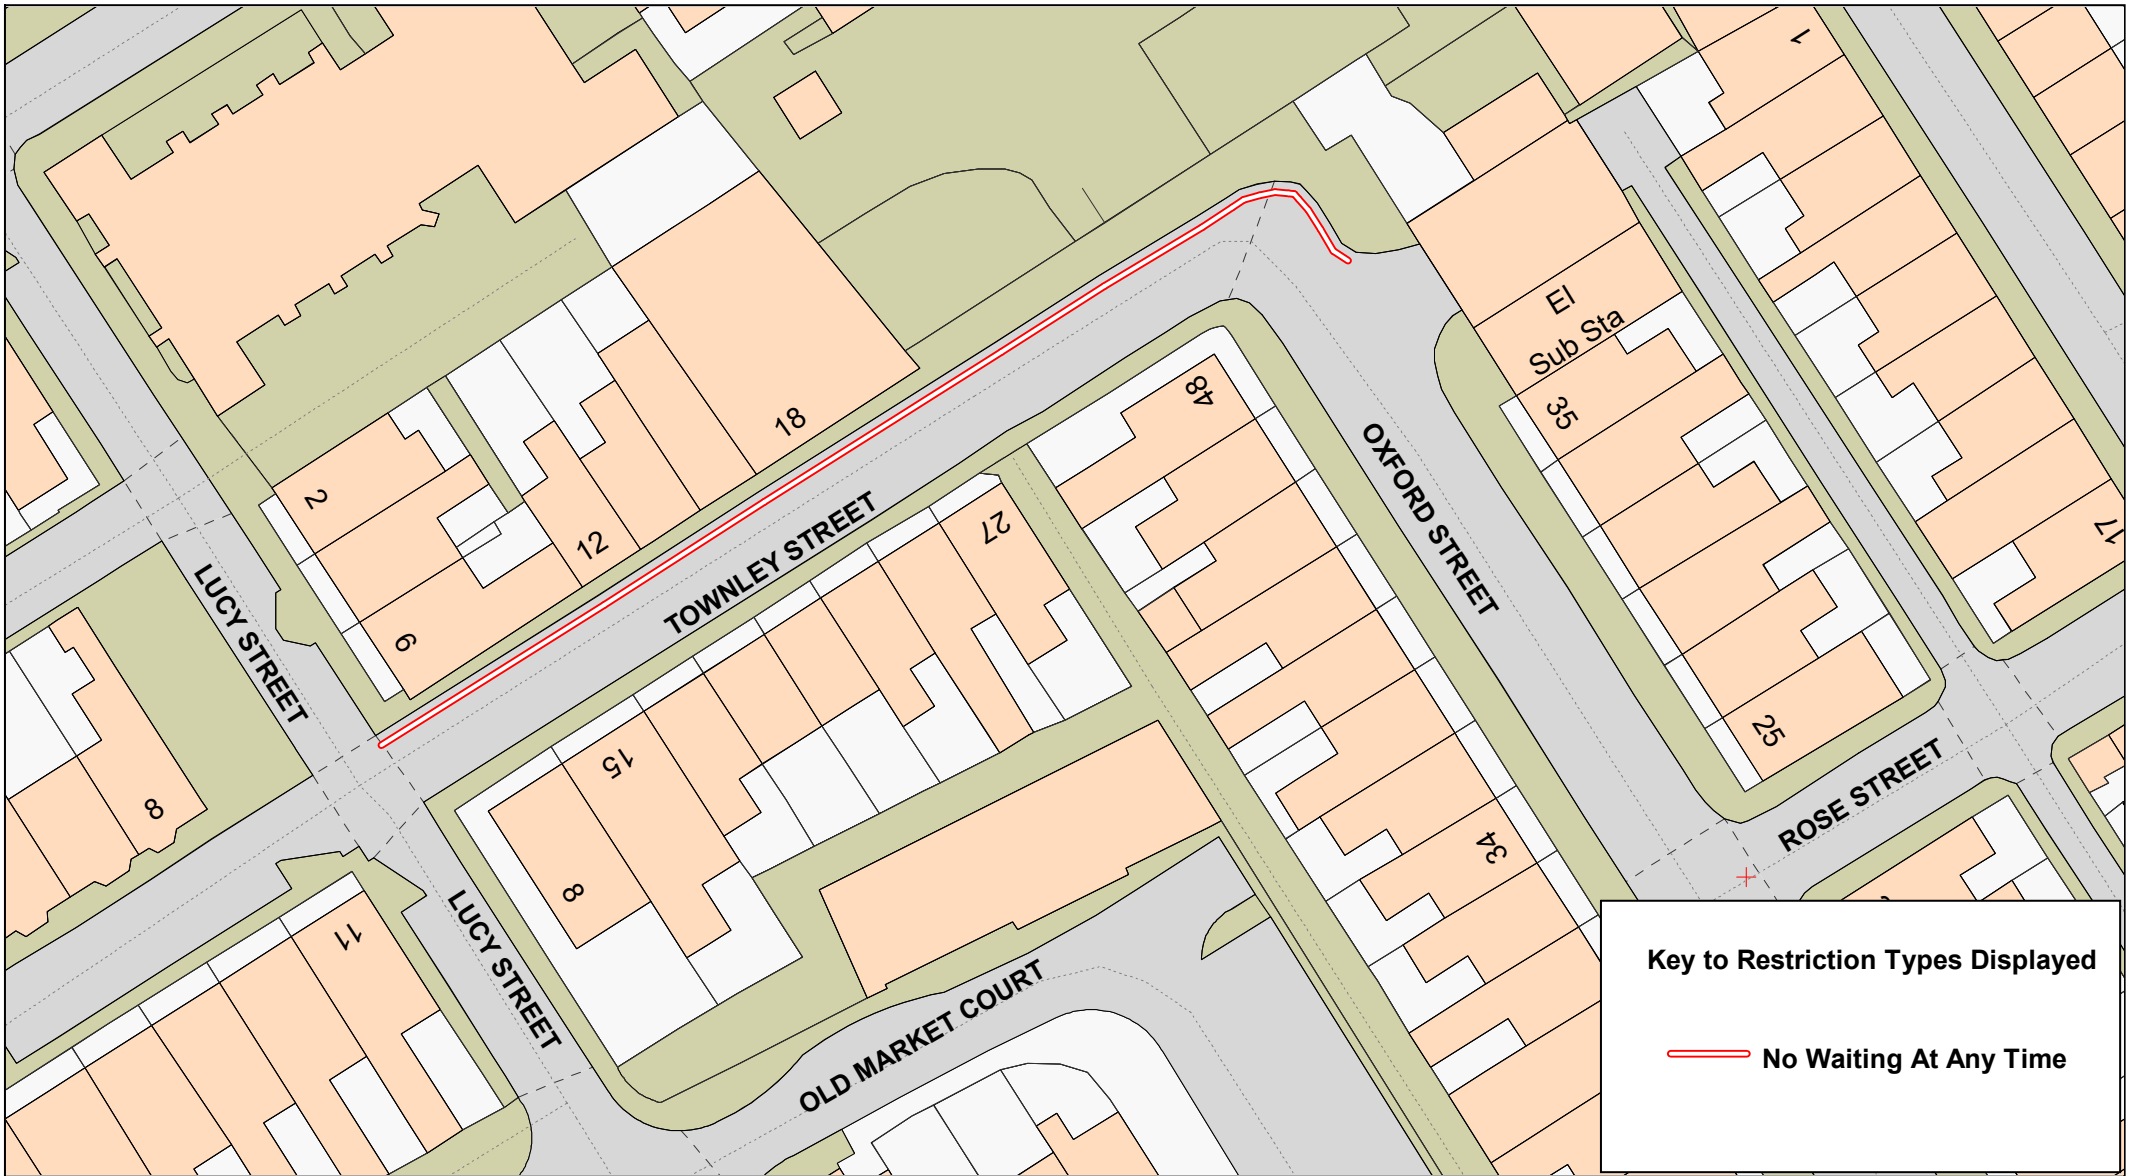 1
El
Sub Sta
48
35
18
2
12
27
17
TOWNLEY STREET
OXFORD STREET
LUCY STREET
6
25
15
8
ROSE STREET
34
8
11
LUCY STREET
OLD MARKET COURT
Key to Restriction Types Displayed
No Waiting At Any Time